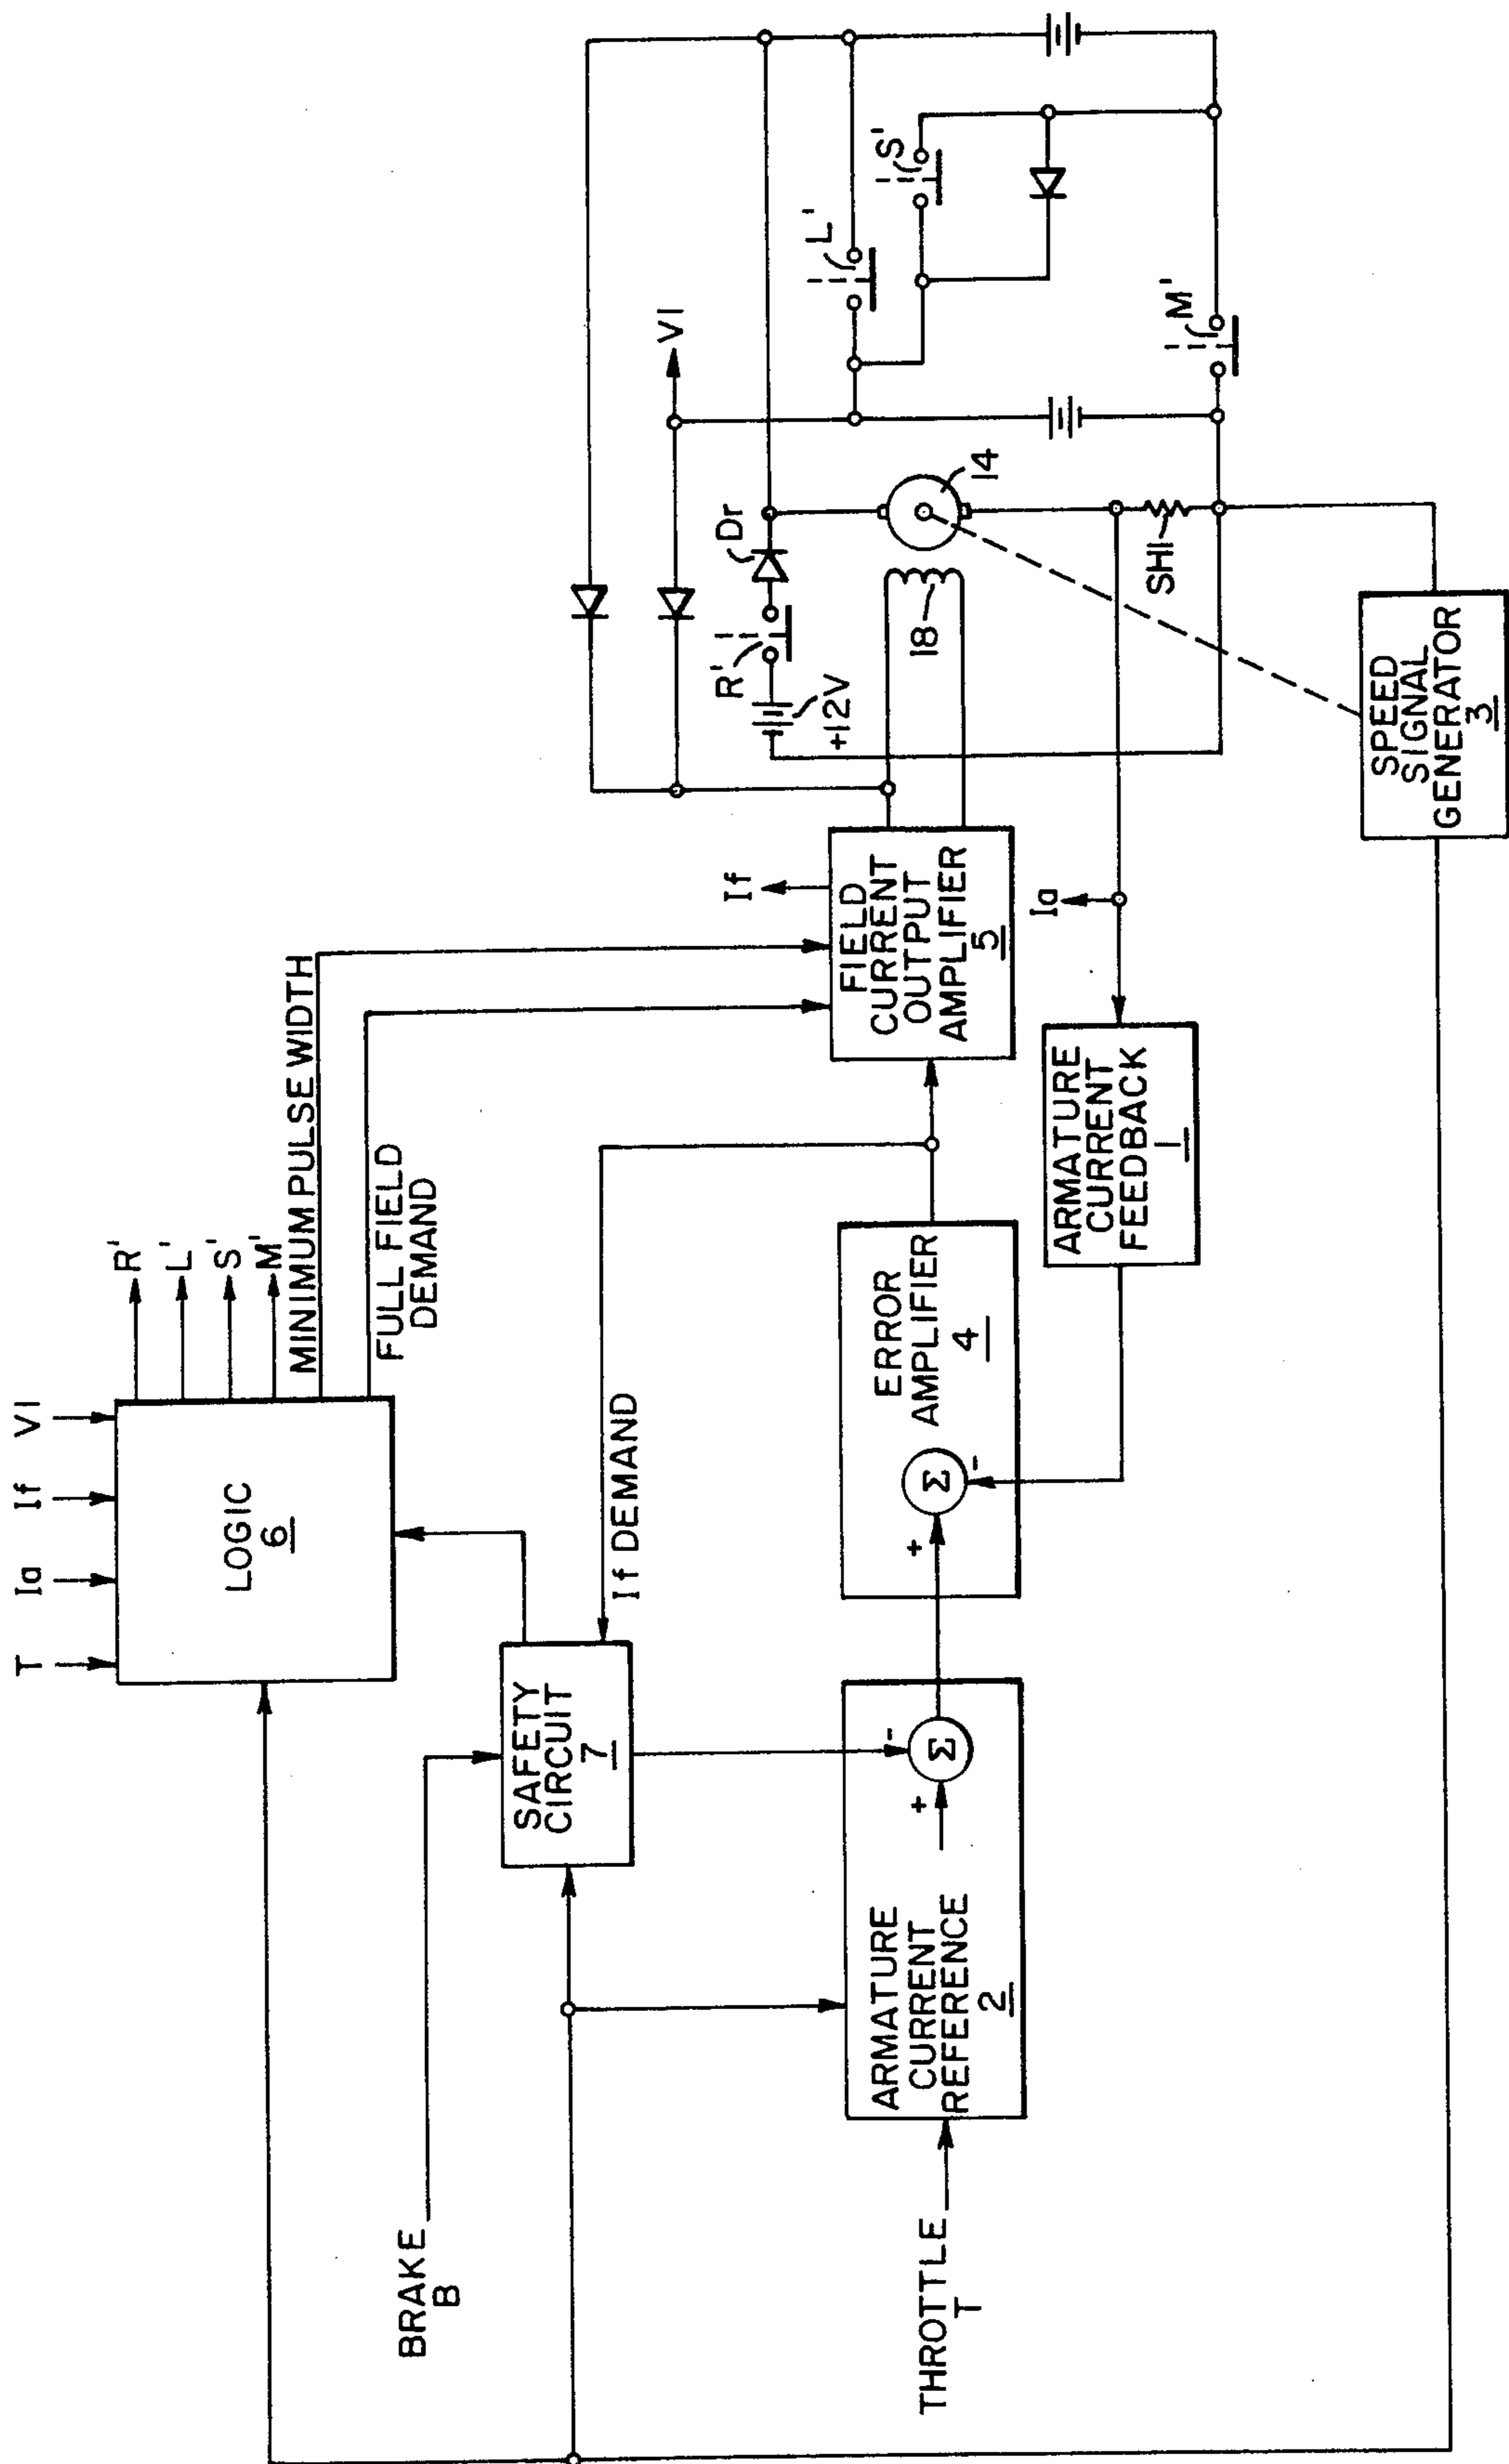 T
Ia
If
V1
LOGIC
6
R'
L'
S'
M'
MINIMUM PULSE WIDTH
FULL FIELD
DEMAND
BRAKE
B
SAFETY
CIRCUIT
7
If DEMAND
THROTTLE
T
ARMATURE
CURRENT
REFERENCE
2
+
-
Σ
ERROR
AMPLIFIER
4
+
-
Σ
ARMATURE
CURRENT
FEEDBACK
1
FIELD
CURRENT
OUTPUT
AMPLIFIER
5
If
Ia
+12V
R'
Dr
18
14
SH1
V1
L'
S'
M'
SPEED
SIGNAL
GENERATOR
3